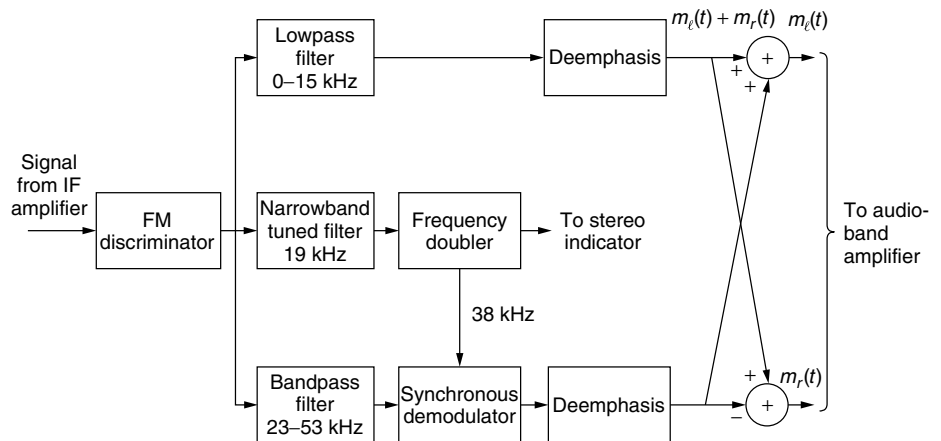 Lowpass
filter
0–15 kHz
Deemphasis
mℓ(t) + mr(t)
mℓ(t)
+
+
+
Signal
from IF
amplifier
FM
discriminator
Narrowband
tuned filter
19 kHz
Frequency
doubler
To stereo
indicator
To audio-
band
amplifier
38 kHz
Bandpass
filter
23–53 kHz
Synchronous
demodulator
Deemphasis
+
–
+
mr(t)